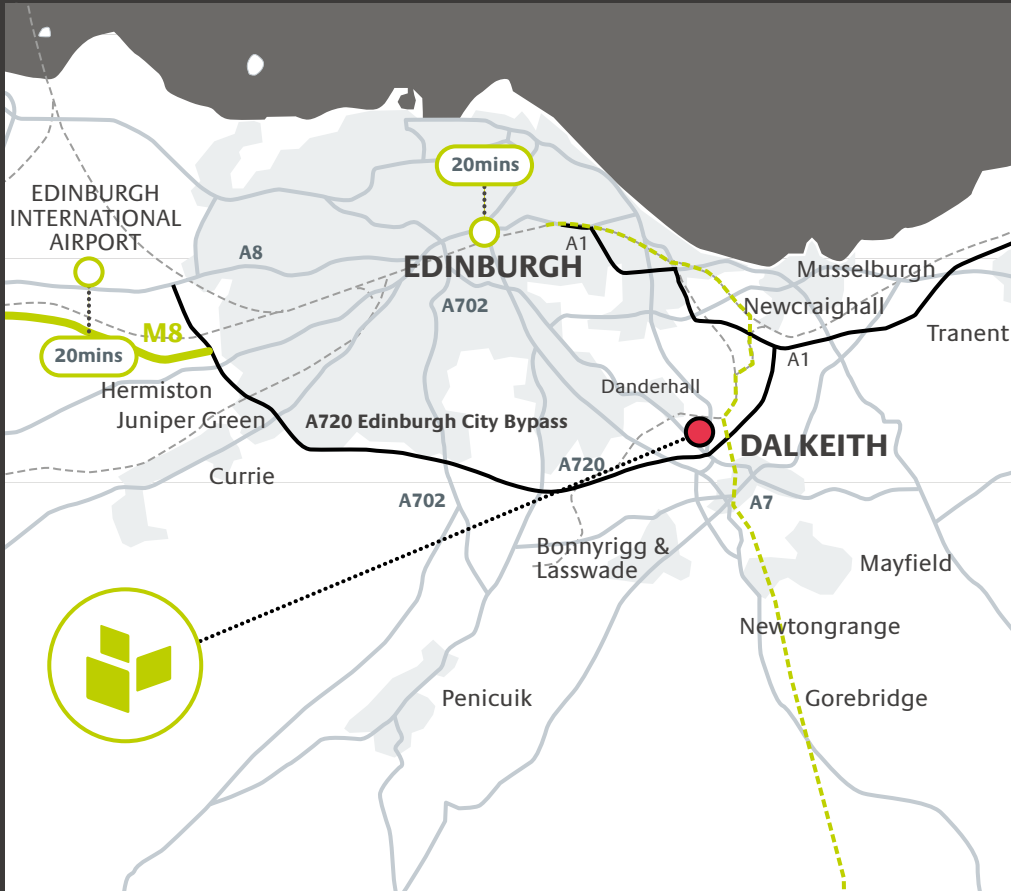 20mins
EDINBURGH
INTERNATIONAL
AIRPORT
A8
A1
EDINBURGH
Musselburgh
A702
Newcraighall
M8
Tranent
20mins
A1
Hermiston
Danderhall
Juniper Green
A720 Edinburgh City Bypass
DALKEITH
A720
Currie
A702
A7
Bonnyrigg &
Lasswade
Mayfield
Newtongrange
Penicuik
Gorebridge